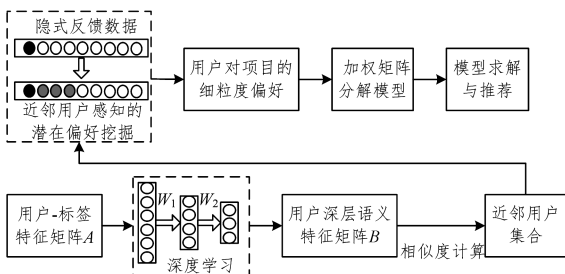 隐式反馈数据
近邻用户感知的
潜在偏好挖掘
用户对项目的
细粒度偏好
加权矩阵
分解模型
模型求解
与推荐
用户-标签
特征矩阵A
W₁
W₂
深度学习
用户深层语义
特征矩阵B
相似度计算
近邻用户
集合